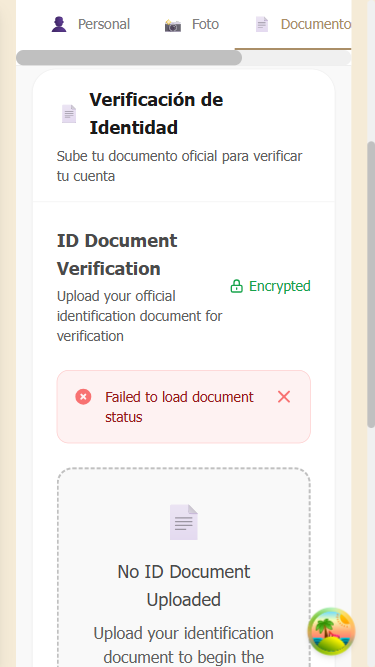 Personal
Foto
Documento
Verificación de
Identidad
Sube tu documento oficial para verificar
tu cuenta
ID Document
Verification
Encrypted
Upload your official
identification document for
verification
Failed to load document
status
No ID Document
Uploaded
Upload your identification
document to begin the